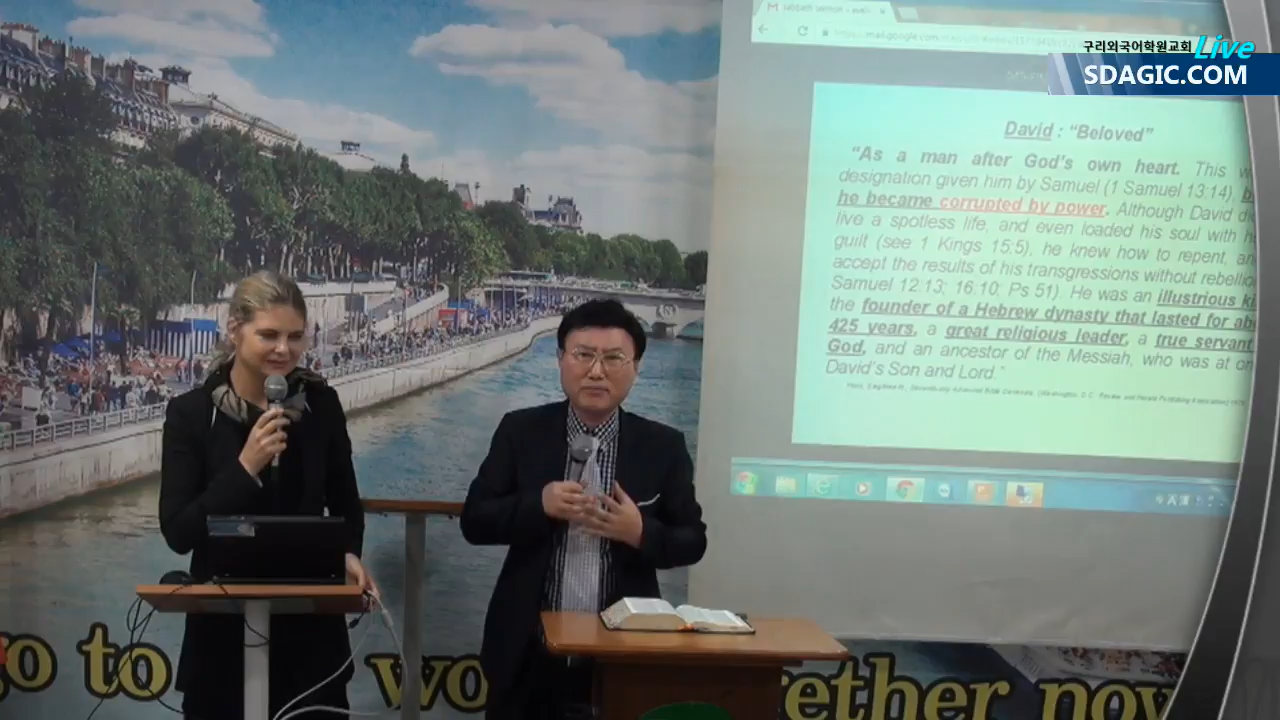 구리외국어학원교회 Live
SDAGIC.COM
mail.google.com
David : “Beloved”
“As a man after God’s own heart. This
designation given him by Samuel (1 Samuel 13:14),
he became corrupted by power. Although David
live a spotless life, and even loaded his soul with
guilt (see 1 Kings 15:5), he knew how to repent,
accept the results of his transgressions without
Samuel 12:13; 16:10; Ps 51). He was an illustrious
the founder of a Hebrew dynasty that lasted for
425 years, a great religious leader, a true servant
God, and an ancestor of the Messiah, who was at
David’s Son and Lord.”
go to wo ether now